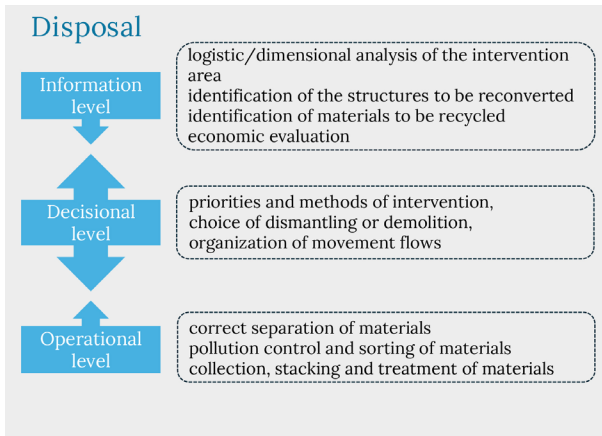 Disposal
Information
level
logistic/dimensional analysis of the intervention
area
identification of the structures to be reconverted
identification of materials to be recycled
economic evaluation
Decisional
level
priorities and methods of intervention,
choice of dismantling or demolition,
organization of movement flows
Operational
level
correct separation of materials
pollution control and sorting of materials
collection, stacking and treatment of materials